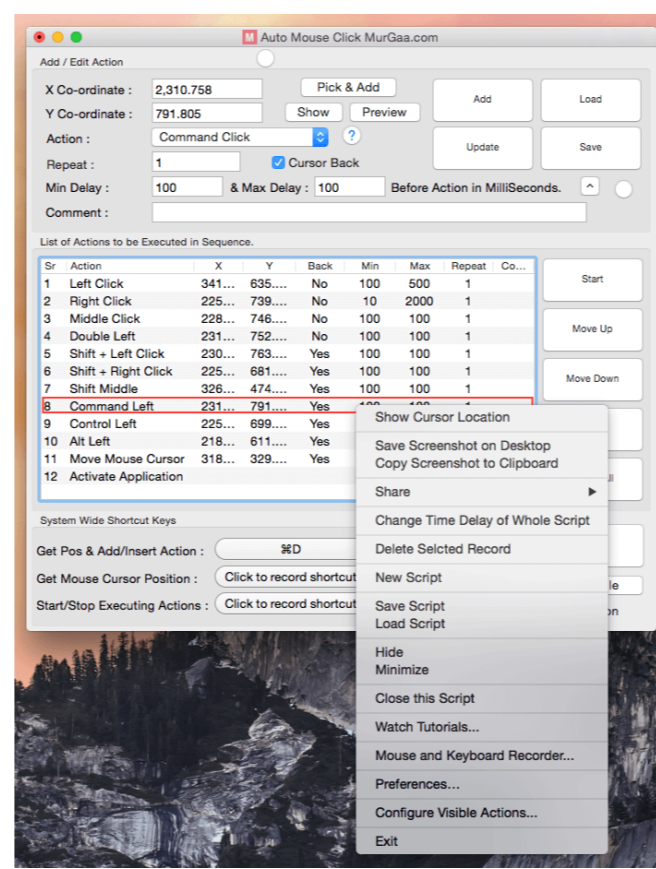 M Auto Mouse Click MurGaa.com
Add / Edit Action
X Co-ordinate : 2,310.758 Pick & Add
Y Co-ordinate : 791.805 Show Preview
Add Load
Action : Command Click ?
Update Save
Repeat : 1 Cursor Back
Min Delay : 100 & Max Delay : 100 Before Action in MilliSeconds. ^
Comment :
List of Actions to be Executed in Sequence.
Sr Action X Y Back Min Max Repeat Co...
1 Left Click 341... 635.... No 100 500 1
2 Right Click 225... 739.... No 10 2000 1
3 Middle Click 228... 746.... No 100 100 1
4 Double Left 231... 752.... No 100 100 1
5 Shift + Left Click 230... 763.... Yes 100 100 1
6 Shift + Right Click 225... 681.... Yes 100 100 1
7 Shift Middle 326... 474.... Yes 100 100 1
8 Command Left 231... 791.... Yes 100 100 1
9 Control Left 225... 699.... Yes
10 Alt Left 218... 611.... Yes
11 Move Mouse Cursor 318... 329.... Yes
12 Activate Application
Start
Move Up
Move Down
Show Cursor Location
Save Screenshot on Desktop
Copy Screenshot to Clipboard
Share
Change Time Delay of Whole Script
Delete Selcted Record
New Script
Save Script
Load Script
Hide
Minimize
Close this Script
Watch Tutorials...
Mouse and Keyboard Recorder...
Preferences...
Configure Visible Actions...
Exit
System Wide Shortcut Keys
Get Pos & Add/Insert Action : ⌘D
Get Mouse Cursor Position : Click to record shortcut
Start/Stop Executing Actions : Click to record shortcut